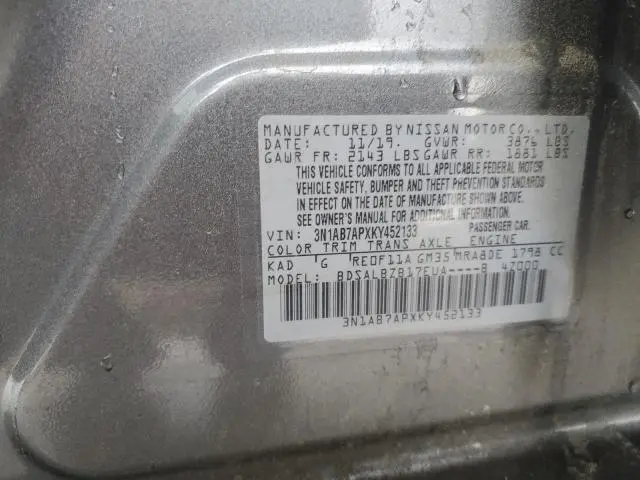 MANUFACTURED BY NISSAN MOTOR CO., LTD.
DATE: 11/19. GVWR: 3876 LBS
GAWR FR: 2143 LBS GAWR RR: 1881 LBS
THIS VEHICLE CONFORMS TO ALL APPLICABLE FEDERAL MOTOR
VEHICLE SAFETY, BUMPER AND THEFT PREVENTION STANDARDS
IN EFFECT ON THE DATE OF MANUFACTURE SHOWN ABOVE.
SEE OWNER'S MANUAL FOR ADDITIONAL INFORMATION.
VIN: 3N1AB7APXKY452133 PASSENGER CAR.
COLOR TRIM TRANS AXLE ENGINE
KAD G RE0F11A GM35 MRA8DE 1798 CC
MODEL: BDSALBZB17EUA----B 4Z000
3N1AB7APXKY452133